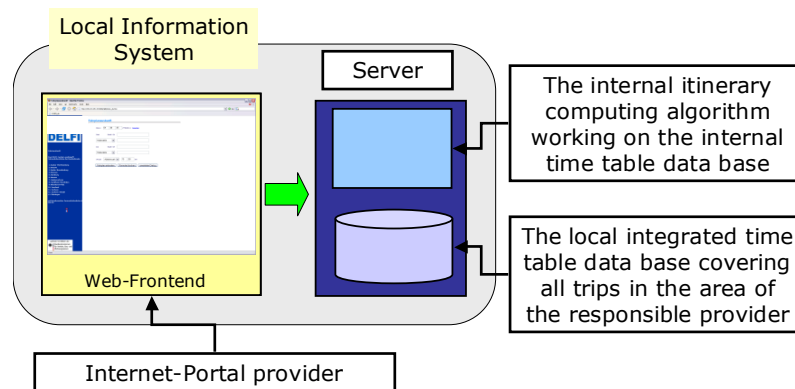 Local Information
System
Server
DELFI
Web-Frontend
Internet-Portal provider
The internal itinerary
computing algorithm
working on the internal
time table data base
The local integrated time
table data base covering
all trips in the area of
the responsible provider